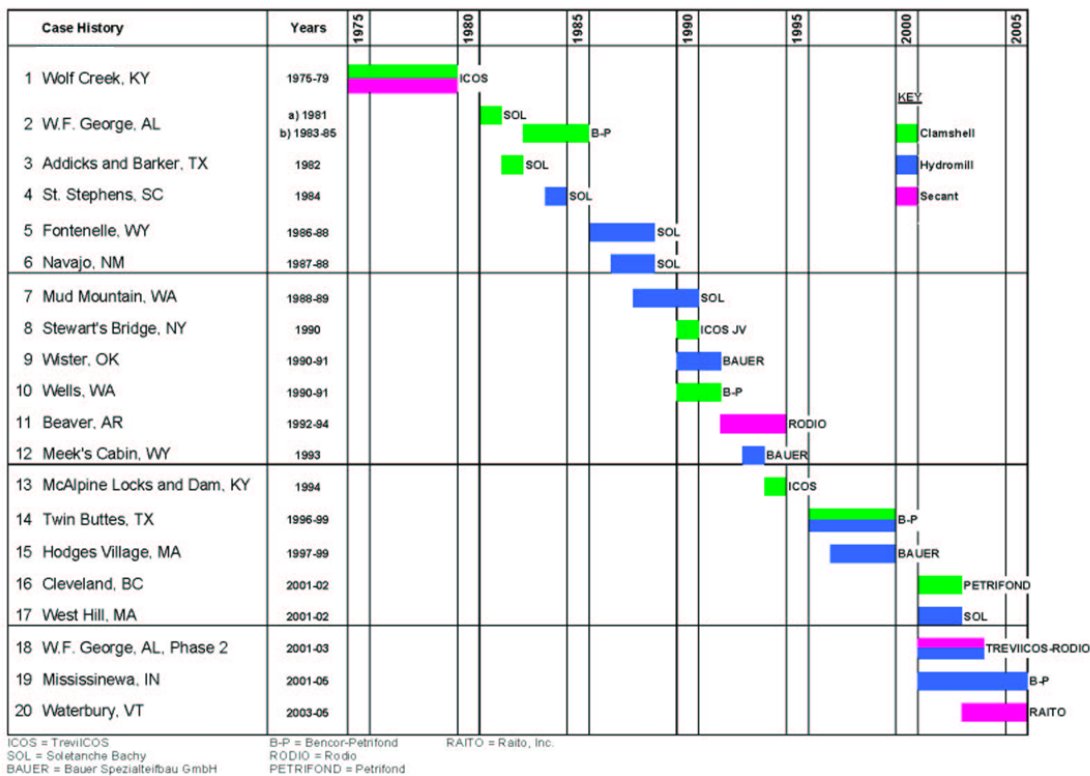 Case History Years 1975 1980 1985 1990 1995 2000 2005
1 Wolf Creek, KY 1975-79 ICOS
KEY
2 W.F. George, AL a) 1981 SOL
b) 1983-85 B-P Clamshell
3 Addicks and Barker, TX 1982 SOL Hydromill
4 St. Stephens, SC 1984 SOL Secant
5 Fontenelle, WY 1986-88 SOL
6 Navajo, NM 1987-88 SOL
7 Mud Mountain, WA 1988-89 SOL
8 Stewart's Bridge, NY 1990 ICOS JV
9 Wister, OK 1990-91 BAUER
10 Wells, WA 1990-91 B-P
11 Beaver, AR 1992-94 RODIO
12 Meek's Cabin, WY 1993 BAUER
13 McAlpine Locks and Dam, KY 1994 ICOS
14 Twin Buttes, TX 1996-99 B-P
15 Hodges Village, MA 1997-99 BAUER
16 Cleveland, BC 2001-02 PETRIFOND
17 West Hill, MA 2001-02 SOL
18 W.F. George, AL, Phase 2 2001-03 TREVIICOS-RODIO
19 Mississinewa, IN 2001-05 B-P
20 Waterbury, VT 2003-05 RAITO
ICOS = TreviICOS B-P = Bencor-Petrifond RAITO = Raito, Inc.
SOL = Soletanche Bachy RODIO = Rodio
BAUER = Bauer Spezialteifbau GmbH PETRIFOND = Petrifond